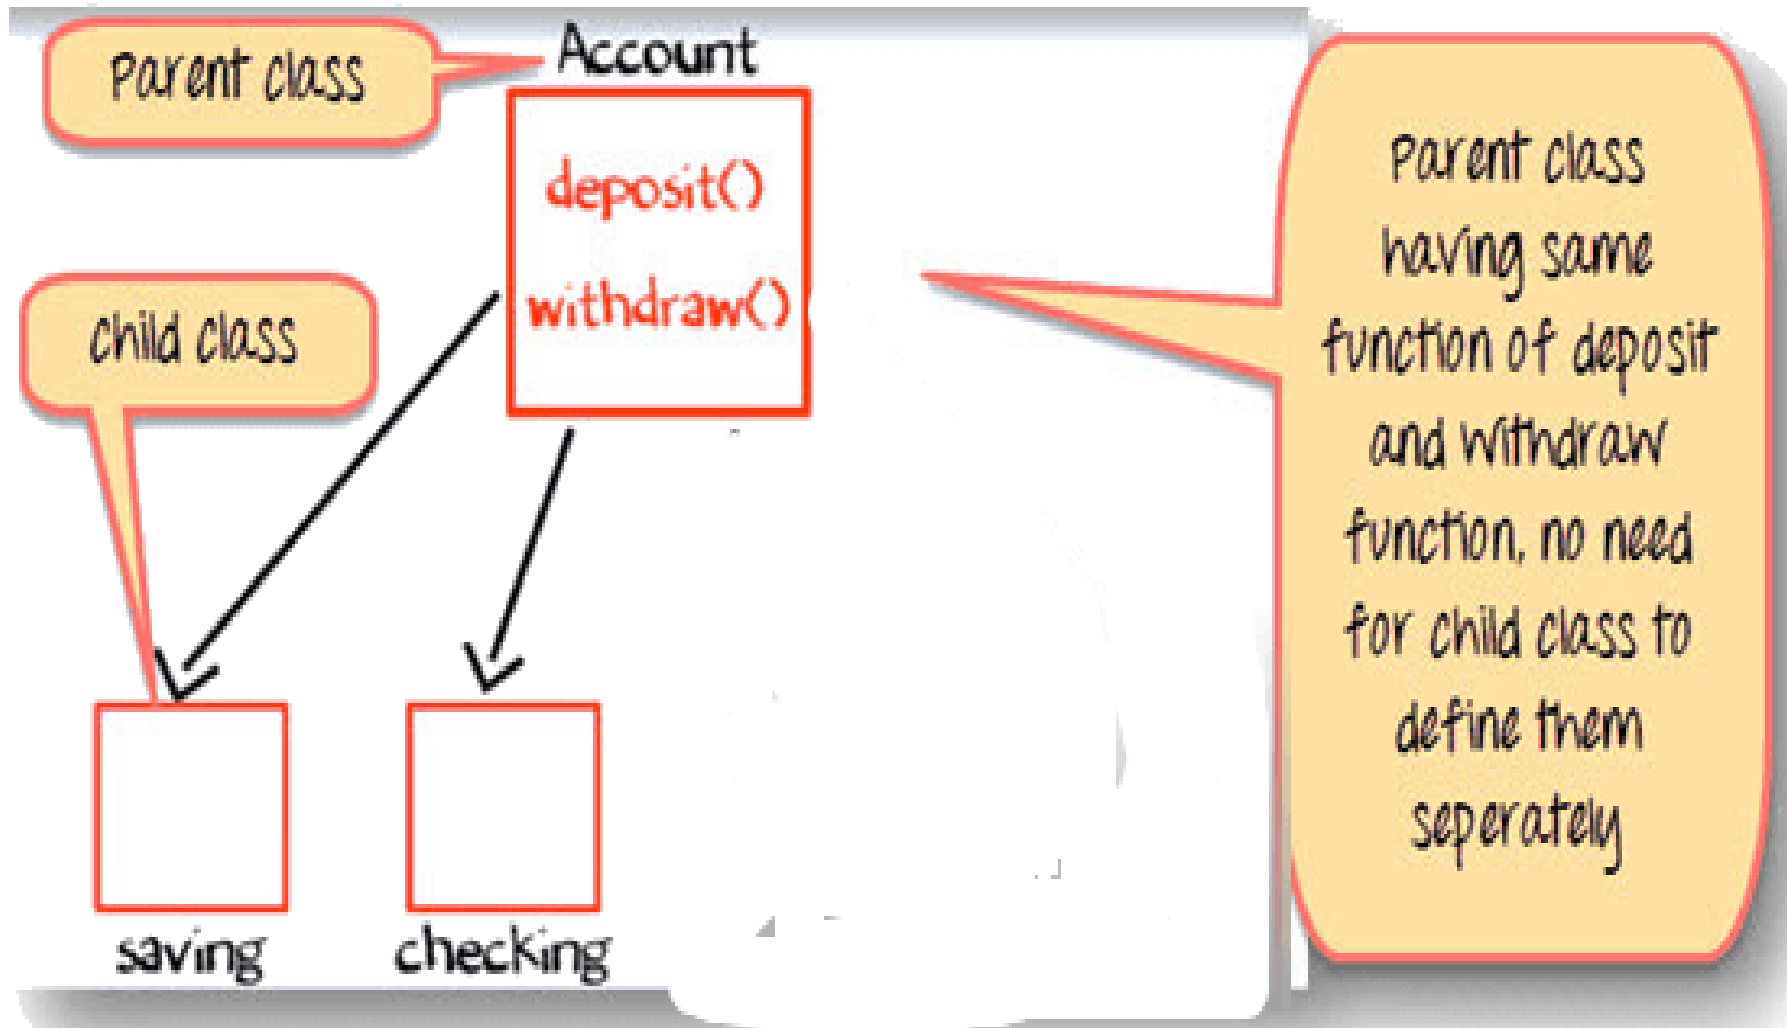 Parent class
Account
deposit()
withdraw()
child class
saving
checking
Parent class
having same
function of deposit
and withdraw
function, no need
for child class to
define them
seperately